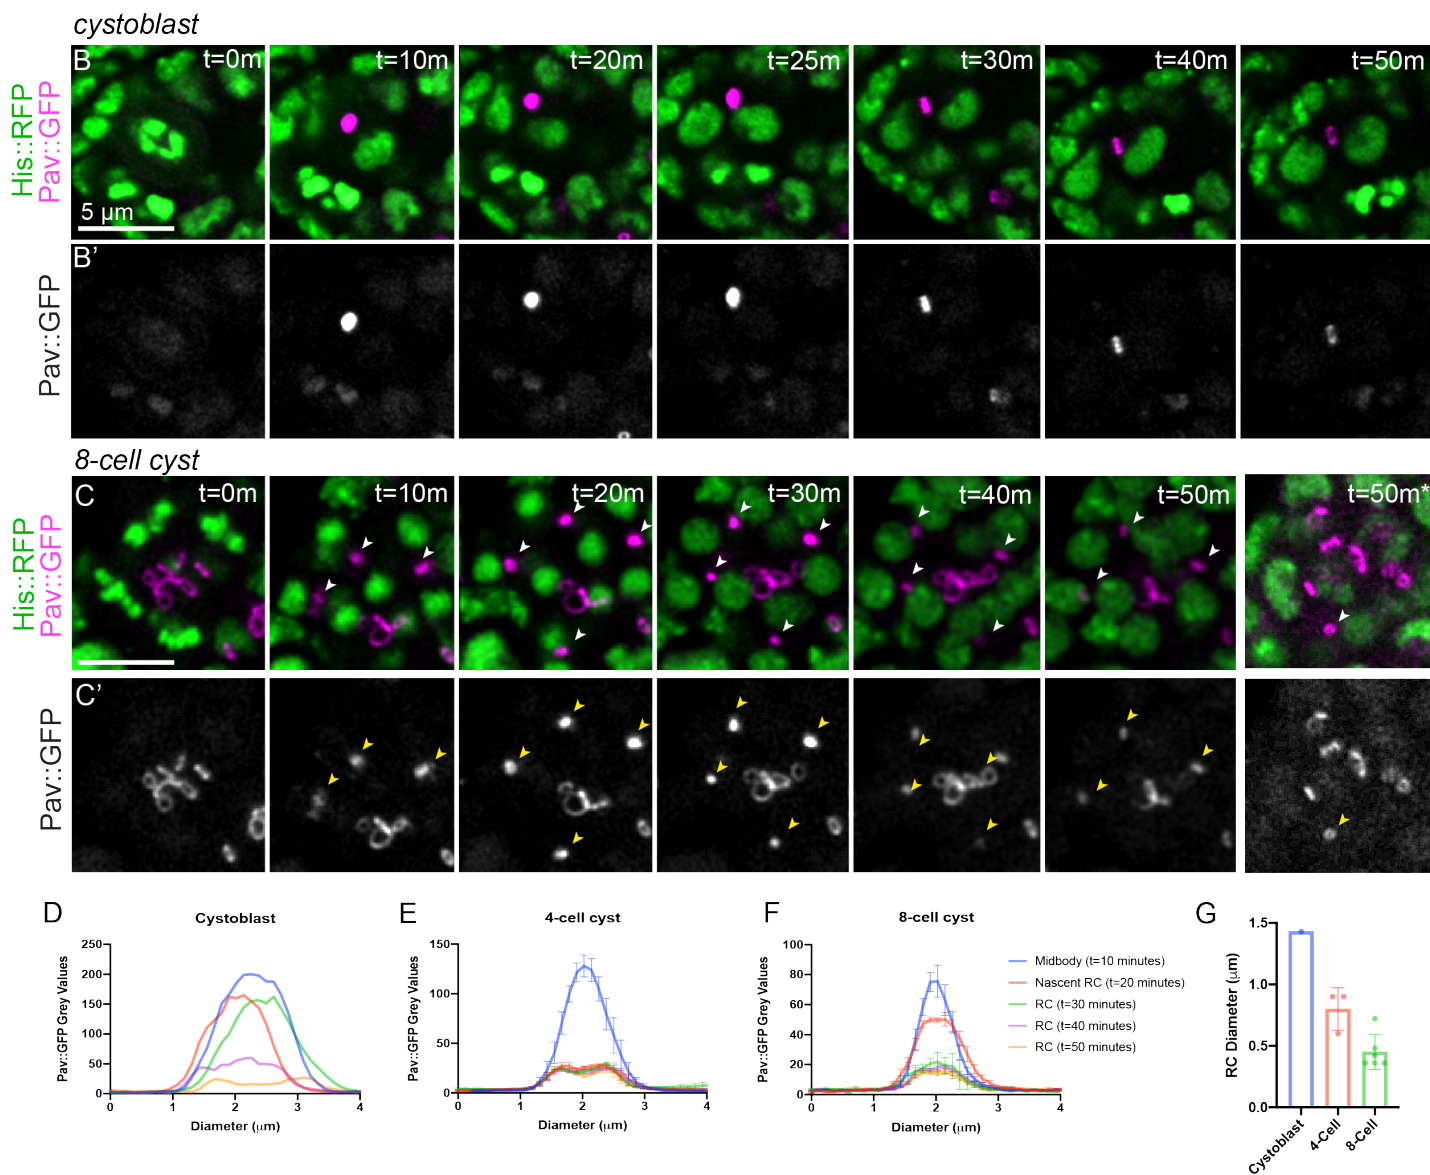 cystoblast
His::RFP
Pav::GFP
B
t=0m
t=10m
t=20m
t=25m
t=30m
t=40m
t=50m
5 µm
Pav::GFP
B’
8-cell cyst
His::RFP
Pav::GFP
C
t=0m
t=10m
t=20m
t=30m
t=40m
t=50m
t=50m*
Pav::GFP
C’
D
Cystoblast
Pav::GFP Grey Values
250
200
150
100
50
0
0 1 2 3 4
Diameter (µm)
E
4-cell cyst
Pav::GFP Grey Values
150
100
50
0
0 1 2 3 4
Diameter (µm)
F
8-cell cyst
Pav::GFP Grey Values
100
80
60
40
20
0
0 1 2 3 4
Diameter (µm)
Midbody (t=10 minutes)
Nascent RC (t=20 minutes)
RC (t=30 minutes)
RC (t=40 minutes)
RC (t=50 minutes)
G
RC Diameter (µm)
1.5
1.0
0.5
0.0
Cystoblast
4-Cell
8-Cell